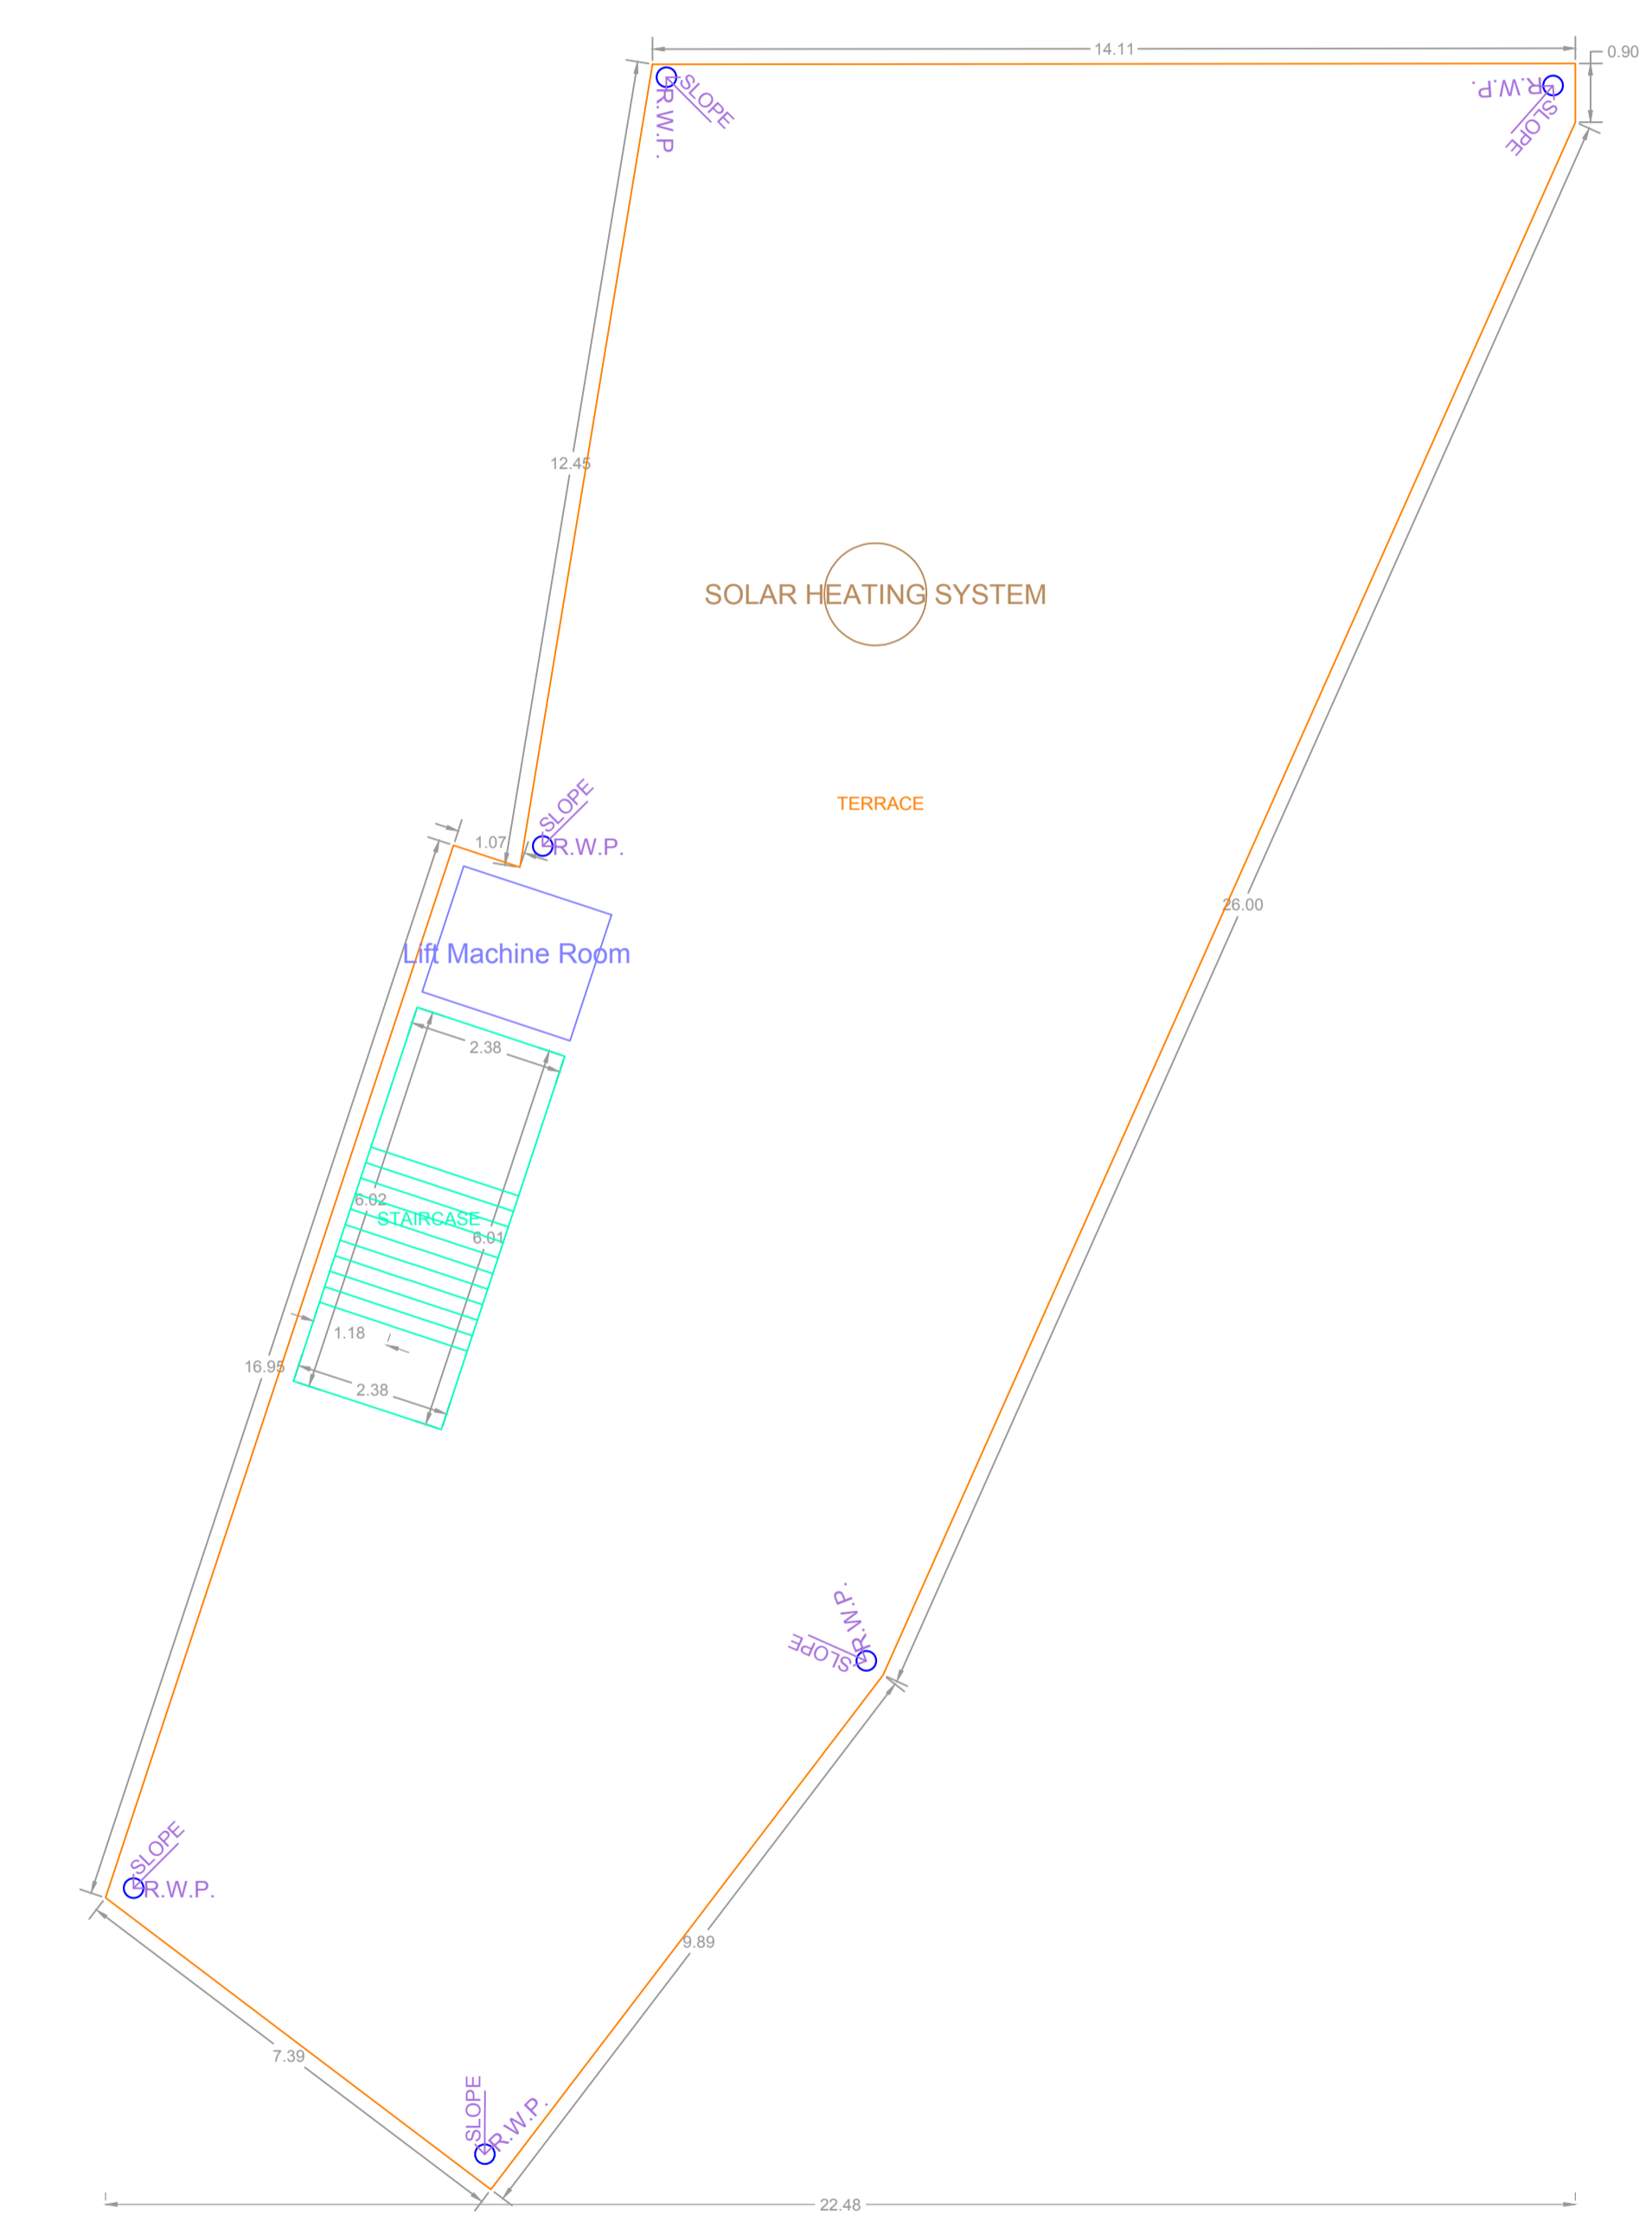 14.11
0.90
SLOPE
R.W.P.
R.W.P.
SLOPE
12.45
SOLAR HEATING SYSTEM
TERRACE
SLOPE
R.W.P.
1.07
26.00
Lift Machine Room
2.38
6.02
STAIRCASE
6.01
1.18
16.95
2.38
R.W.P.
SLOPE
SLOPE
R.W.P.
9.89
7.39
SLOPE
R.W.P.
22.48